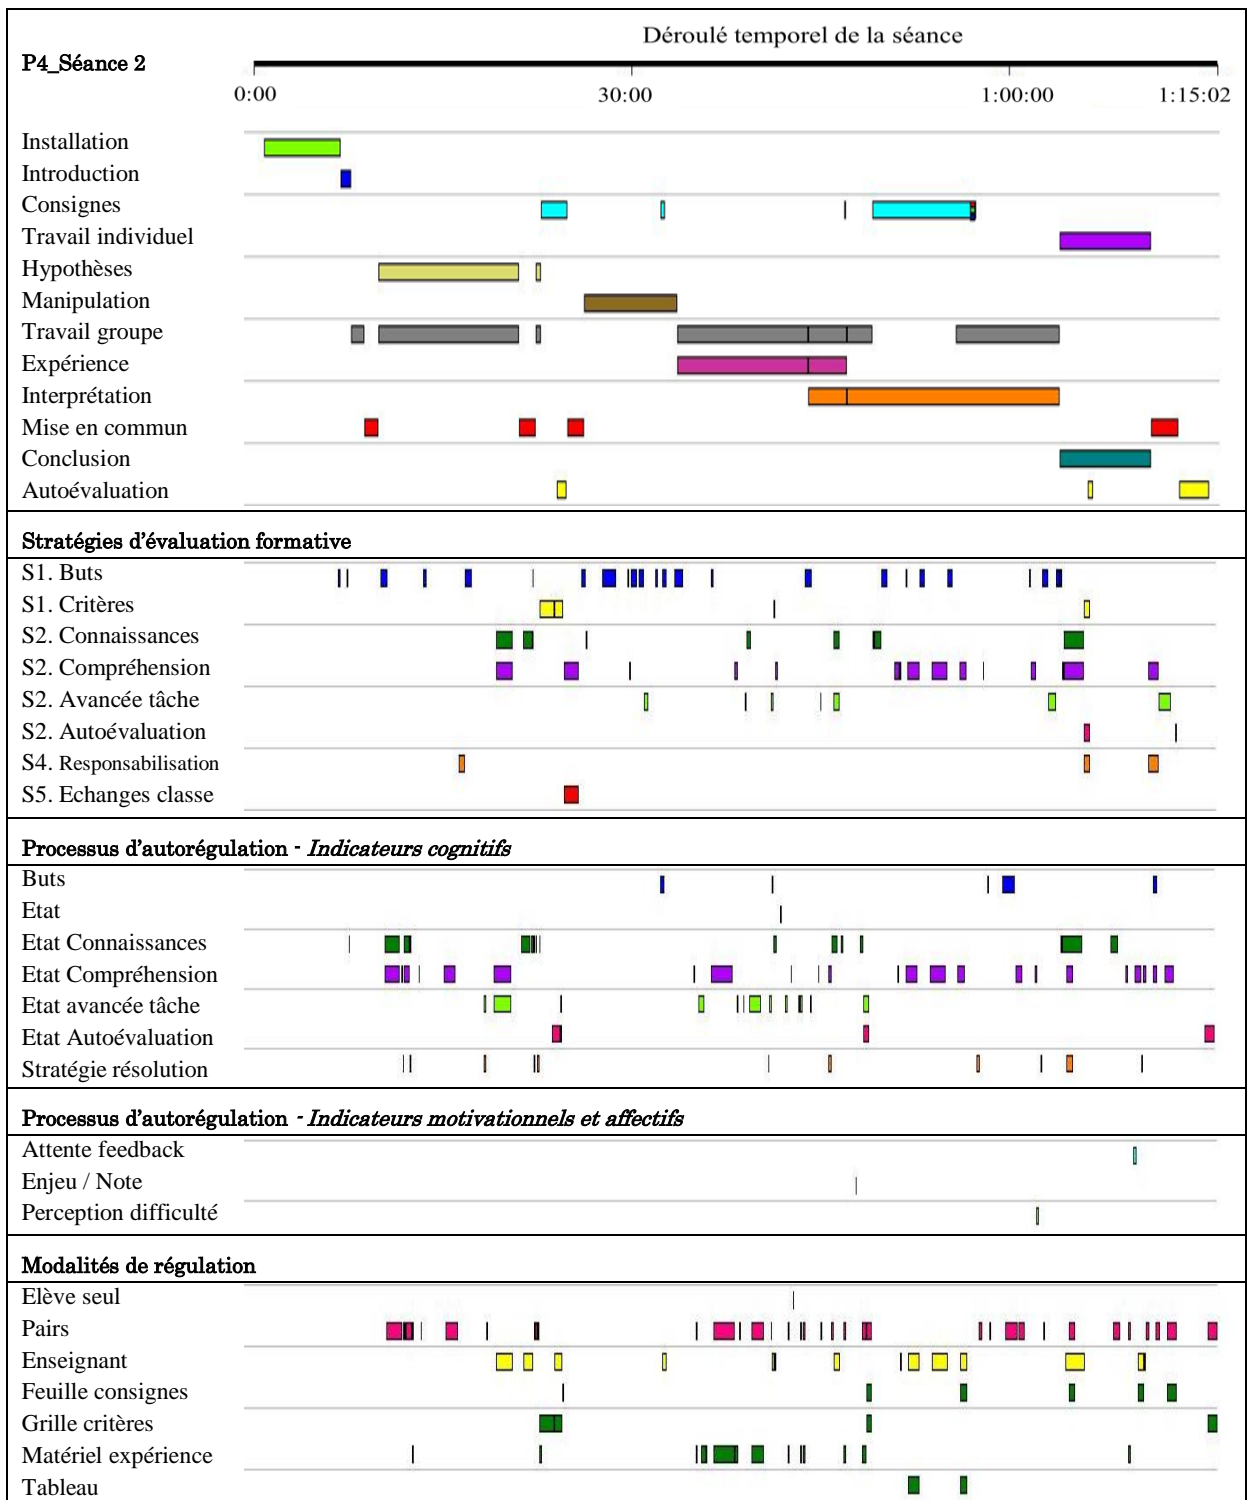 Déroulé temporel de la séance
P4_Séance 2
0:00 30:00 1:00:00 1:15:02
Installation
Introduction
Consignes
Travail individuel
Hypothèses
Manipulation
Travail groupe
Expérience
Interprétation
Mise en commun
Conclusion
Autoévaluation
Stratégies d'évaluation formative
S1. Buts
S1. Critères
S2. Connaissances
S2. Compréhension
S2. Avancée tâche
S2. Autoévaluation
S4. Responsabilisation
S5. Echanges classe
Processus d'autorégulation - Indicateurs cognitifs
Buts
Etat
Etat Connaissances
Etat Compréhension
Etat avancée tâche
Etat Autoévaluation
Stratégie résolution
Processus d'autorégulation - Indicateurs motivationnels et affectifs
Attente feedback
Enjeu / Note
Perception difficulté
Modalités de régulation
Elève seul
Pairs
Enseignant
Feuille consignes
Grille critères
Matériel expérience
Tableau